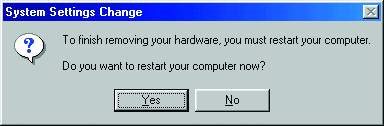 System Settings Change
To finish removing your hardware, you must restart your computer.
Do you want to restart your computer now?
Yes No